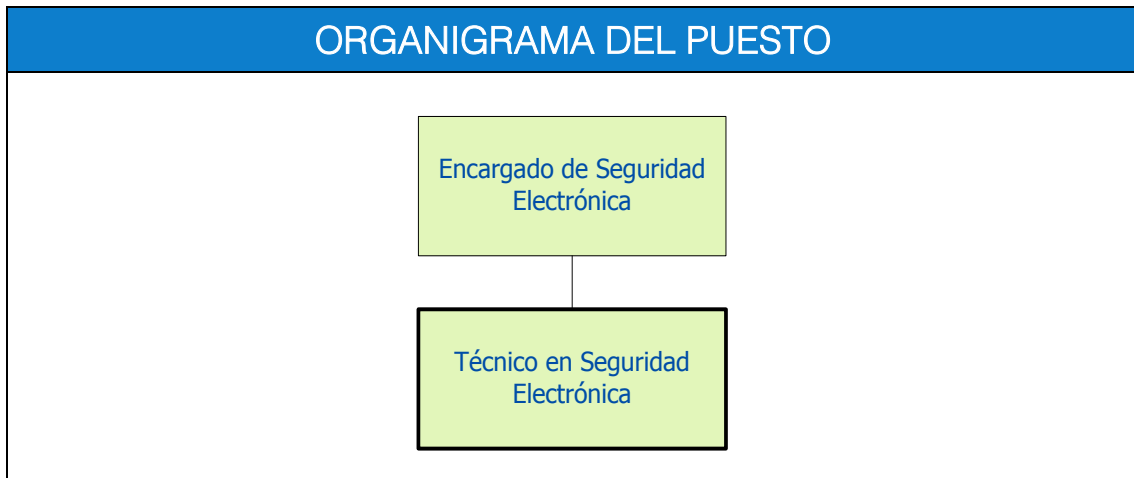 ORGANIGRAMA DEL PUESTO
Encargado de Seguridad
Electrónica
Técnico en Seguridad
Electrónica